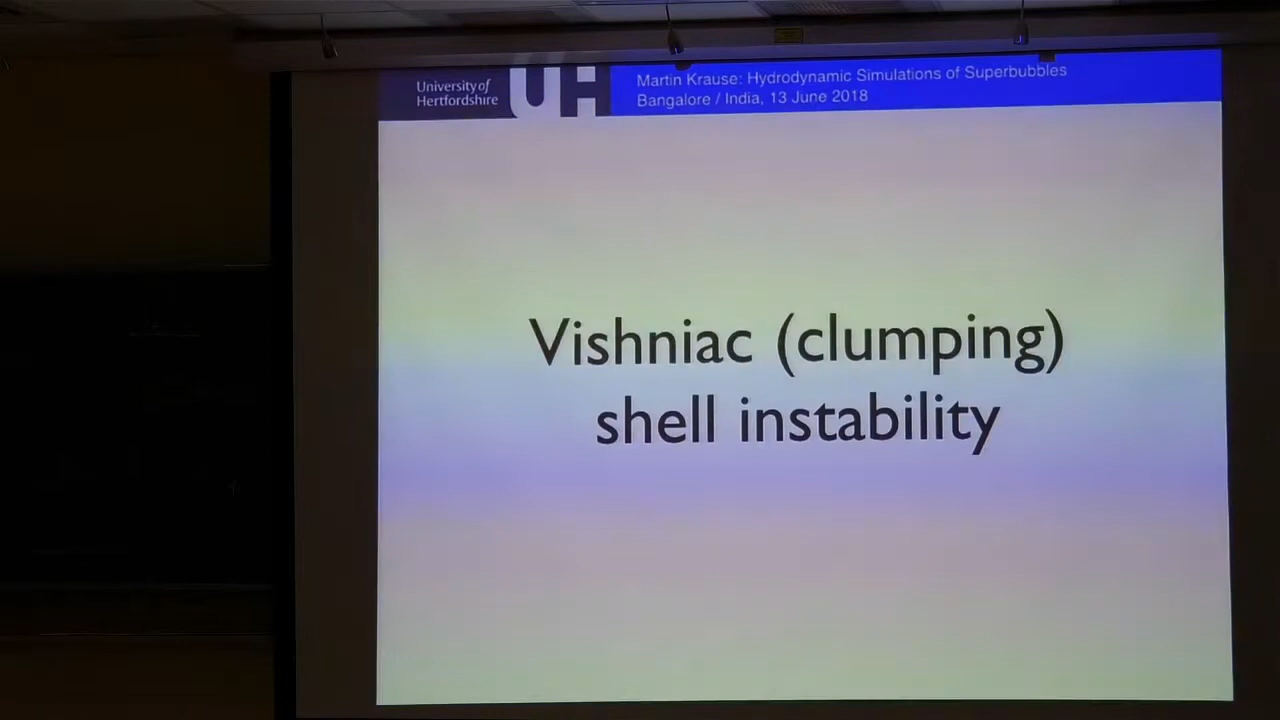 University of
Hertfordshire
UH
Martin Krause: Hydrodynamic Simulations of Superbubbles
Bangalore / India, 13 June 2018
Vishniac (clumping)
shell instability